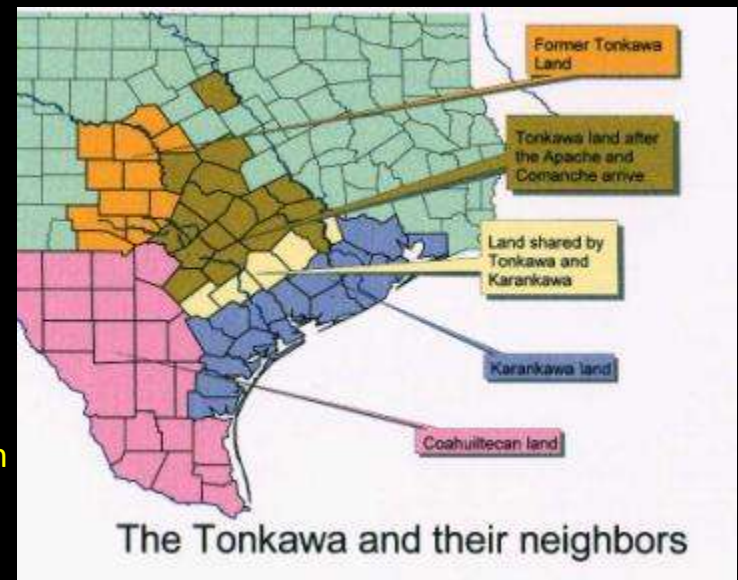 Former Tonkawa
Land
Tonkawa land after
the Apache and
Comanche arrive
Land shared by
Tonkawa and
Karankawa
Karankawa land
Coahuiltecan land
The Tonkawa and their neighbors